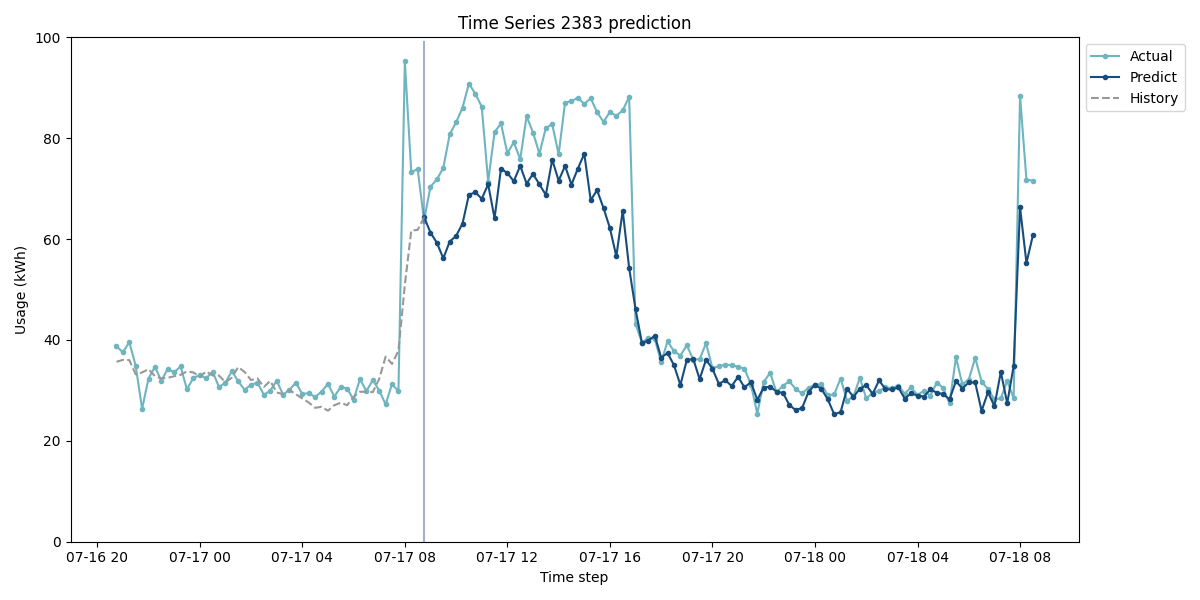 Time Series 2383 prediction
100
80
60
40
20
0
Usage (kWh)
07-16 20
07-17 00
07-17 04
07-17 08
07-17 12
07-17 16
07-17 20
07-18 00
07-18 04
07-18 08
Time step
Actual
Predict
History